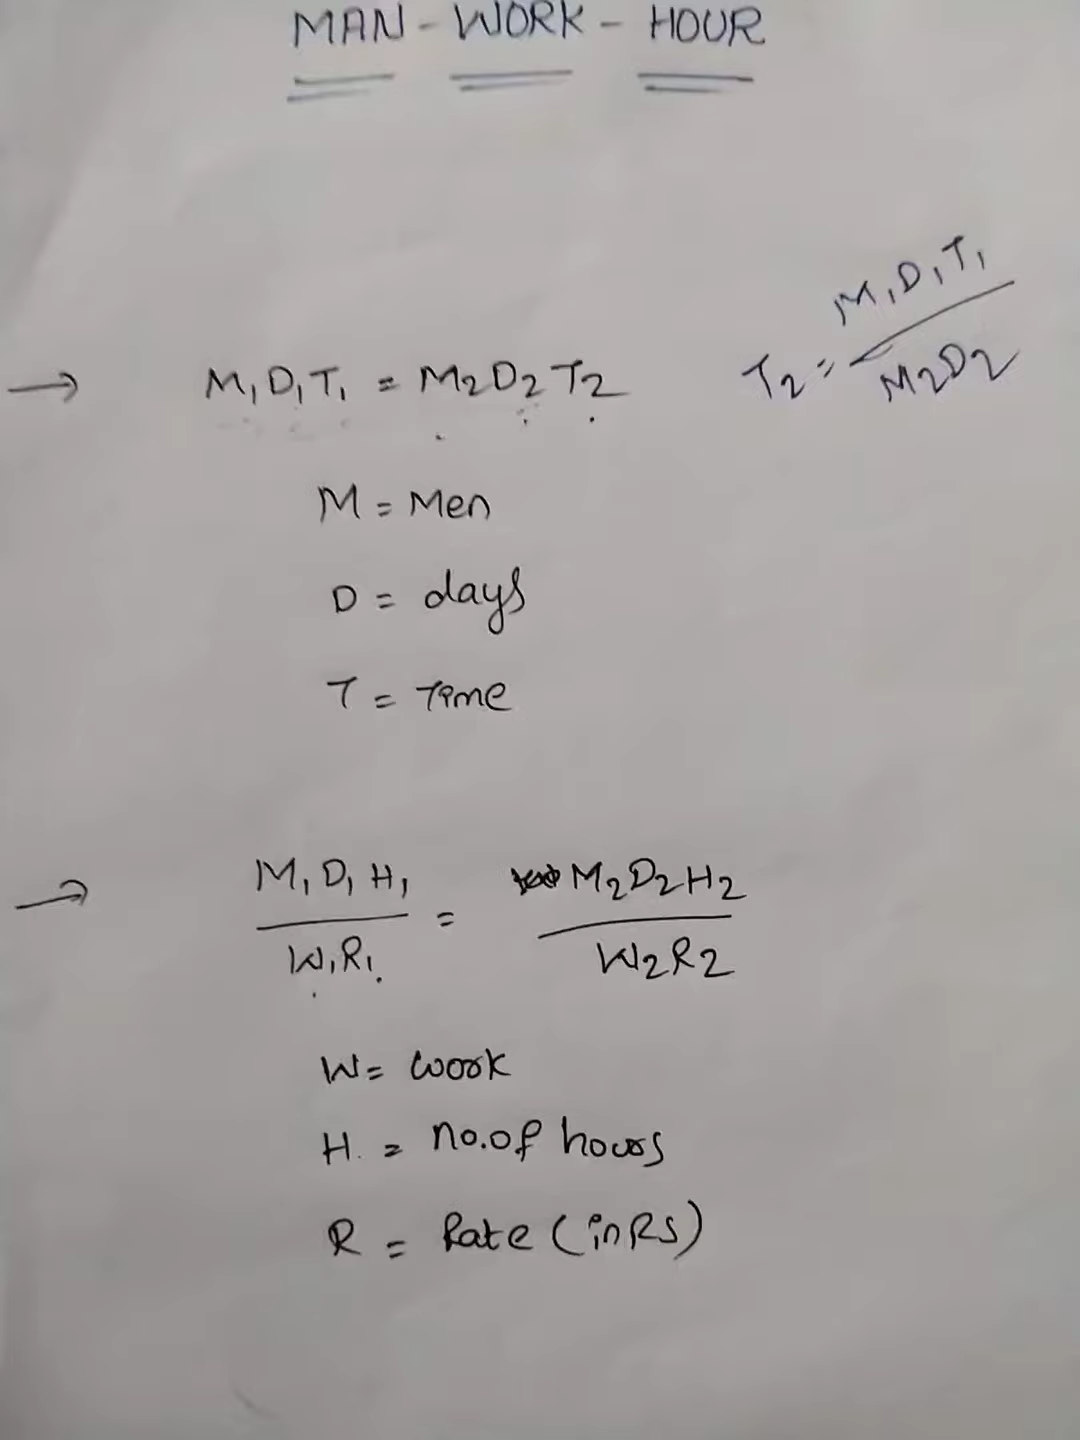 MAN - WORK - HOUR
→ M₁D₁T₁ = M₂D₂T₂
T₂ = M₁D₁T₁ / M₂D₂
M = Men
D = days
T = Time
→ M₁D₁H₁ / W₁R₁ = M₂D₂H₂ / W₂R₂
W = work
H = no.of hours
R = Rate (in RS)